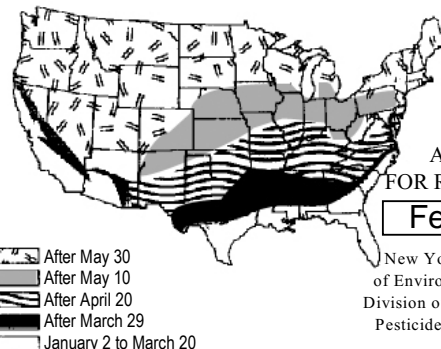 A
FOR R
Fe
New Yo
of Enviro
Division o
Pesticide
After May 30
After May 10
After April 20
After March 29
January 2 to March 20